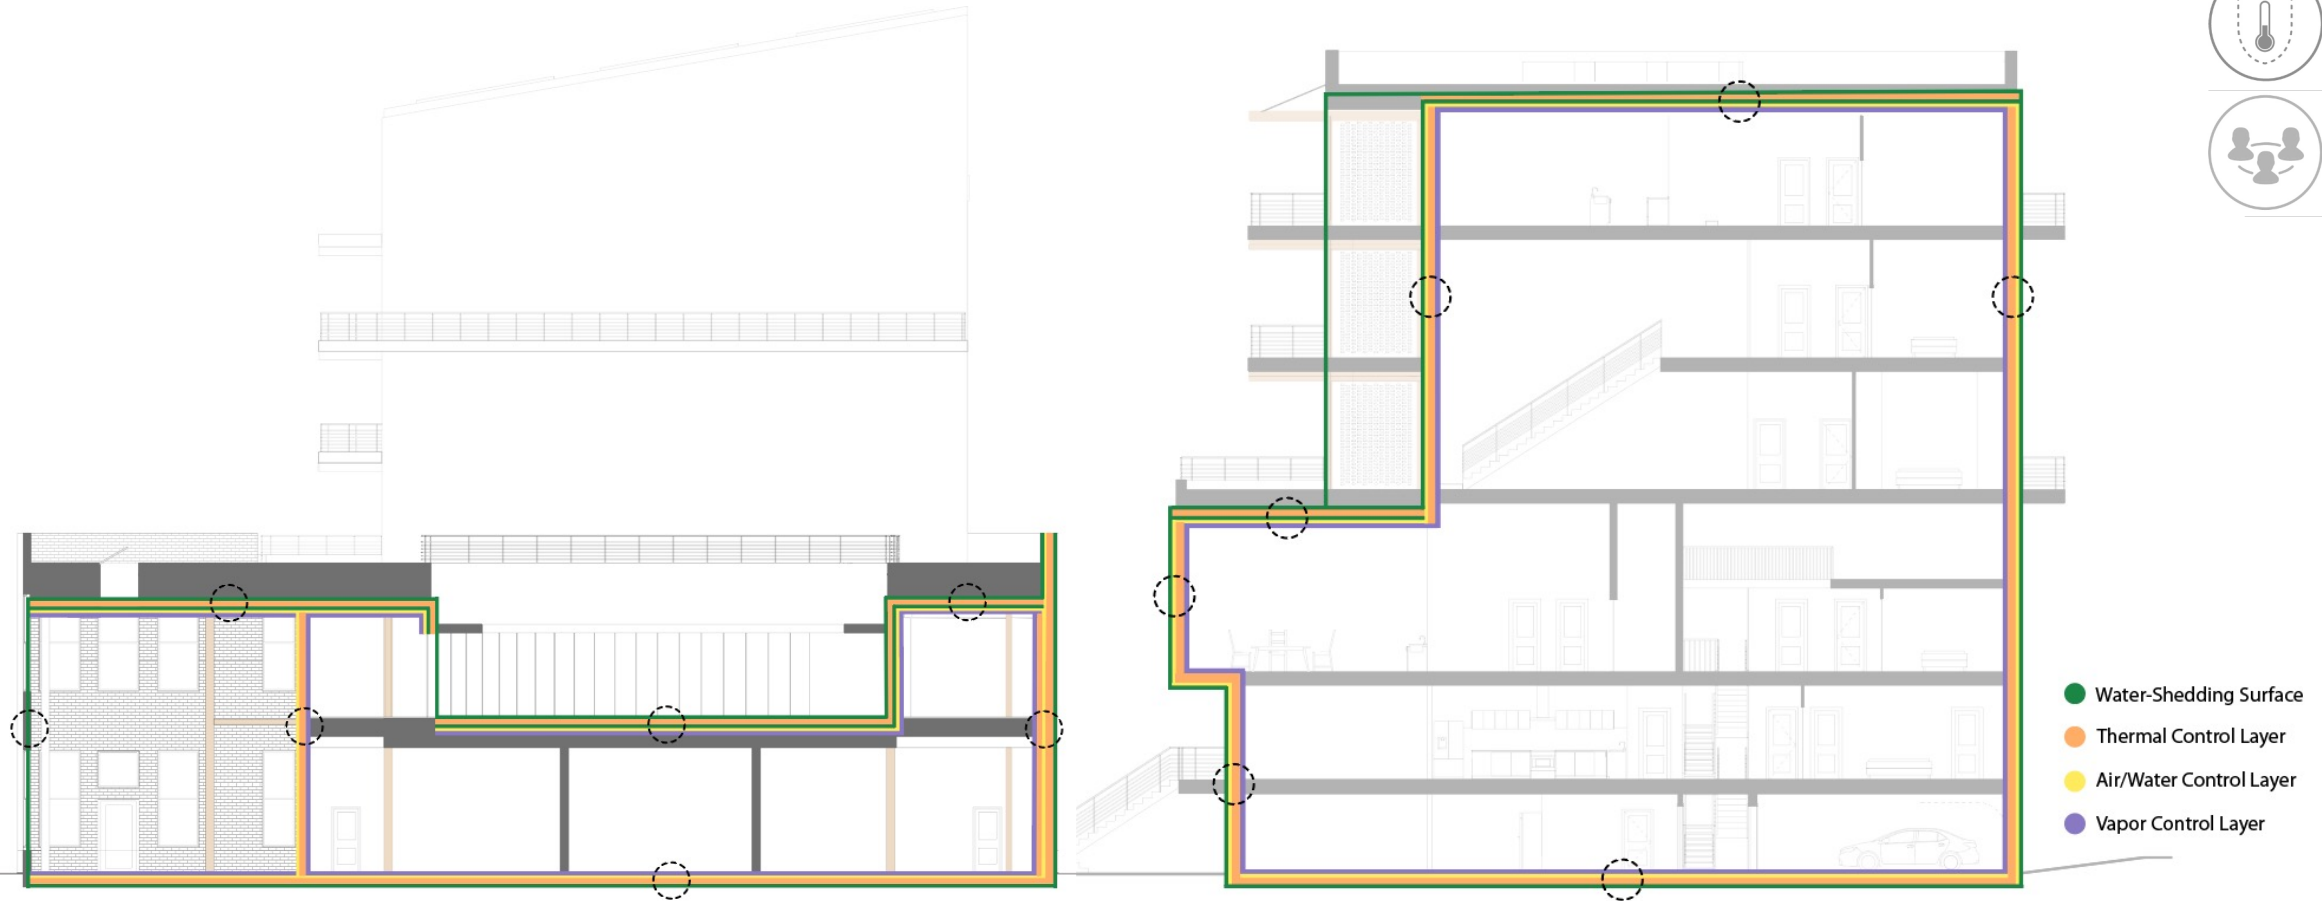 Water-Shedding Surface
Thermal Control Layer
Air/Water Control Layer
Vapor Control Layer